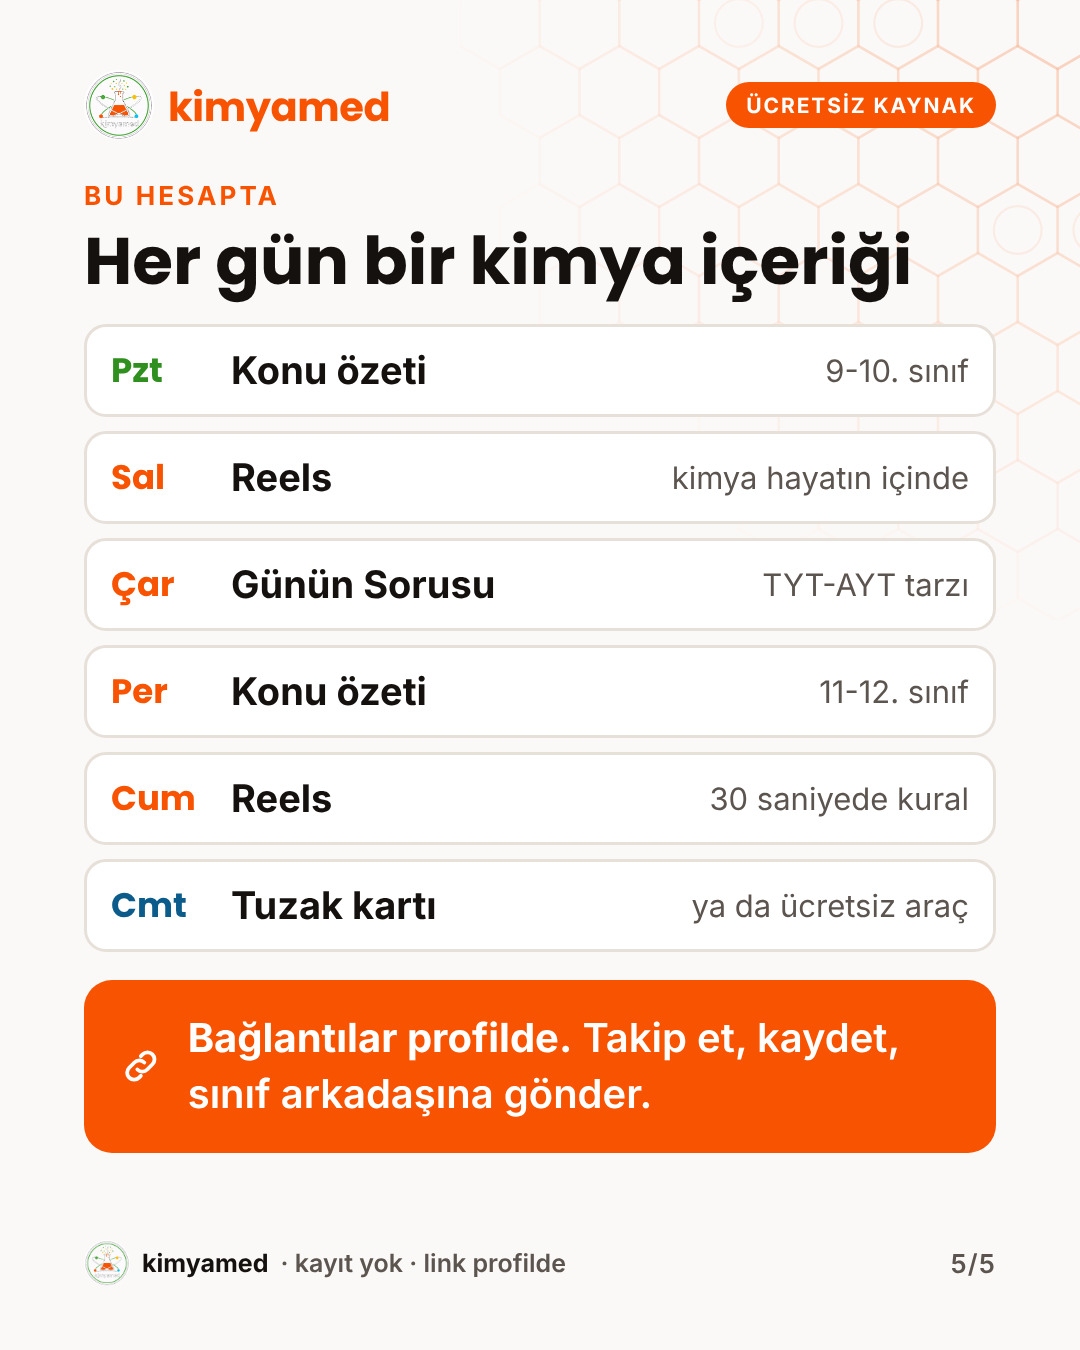 kimyamed
ÜCRETSİZ KAYNAK
BU HESAPTA
Her gün bir kimya içeriği
Pzt Konu özeti 9-10. sınıf
Sal Reels kimya hayatın içinde
Çar Günün Sorusu TYT-AYT tarzı
Per Konu özeti 11-12. sınıf
Cum Reels 30 saniyede kural
Cmt Tuzak kartı ya da ücretsiz araç
Bağlantılar profilde. Takip et, kaydet,
sınıf arkadaşına gönder.
kimyamed · kayıt yok · link profilde
5/5